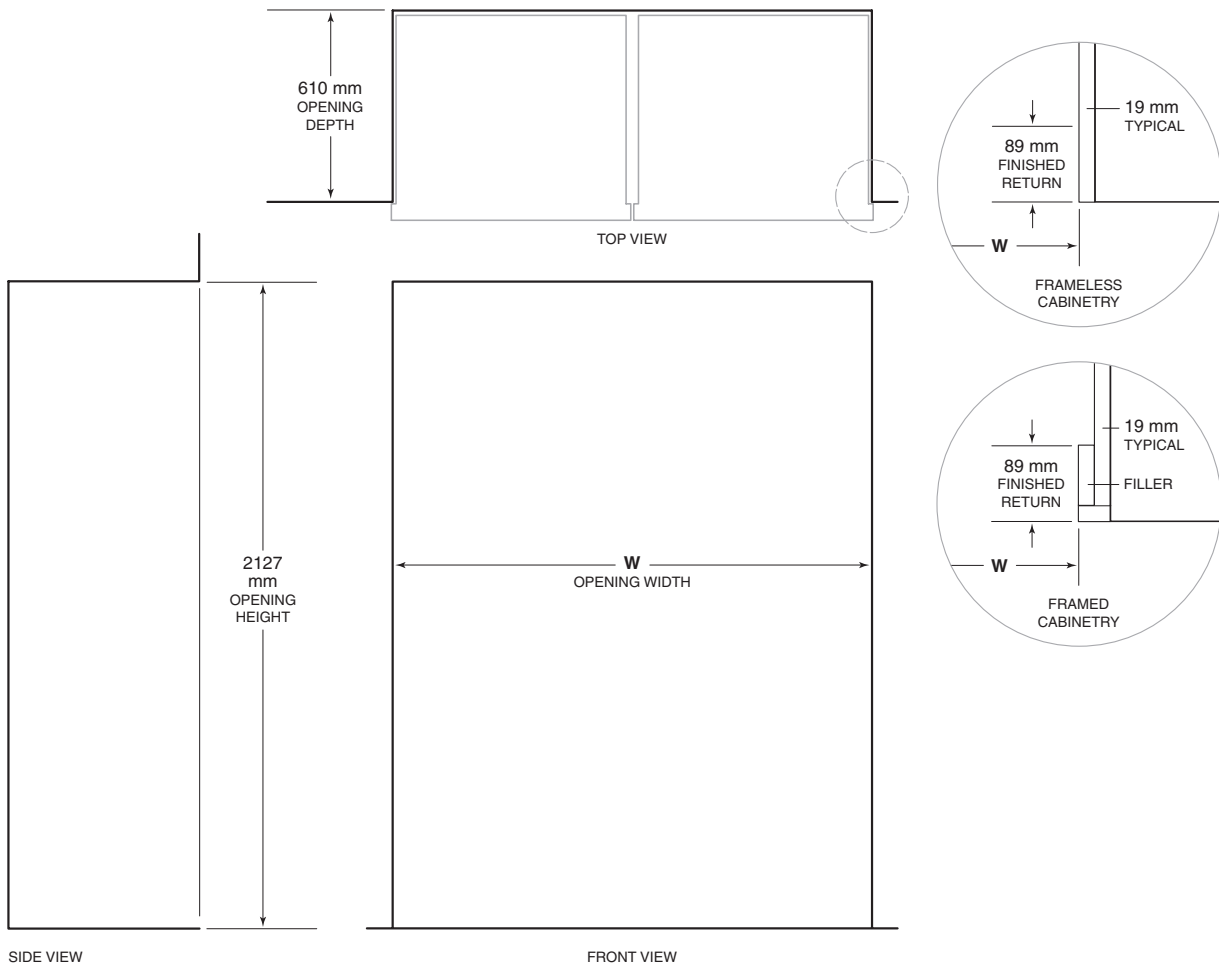 610 mm
OPENING
DEPTH
TOP VIEW
19 mm
TYPICAL
89 mm
FINISHED
RETURN
W
FRAMELESS
CABINETRY
19 mm
TYPICAL
89 mm
FINISHED
RETURN
FILLER
W
FRAMED
CABINETRY
2127
mm
OPENING
HEIGHT
W
OPENING WIDTH
SIDE VIEW
FRONT VIEW